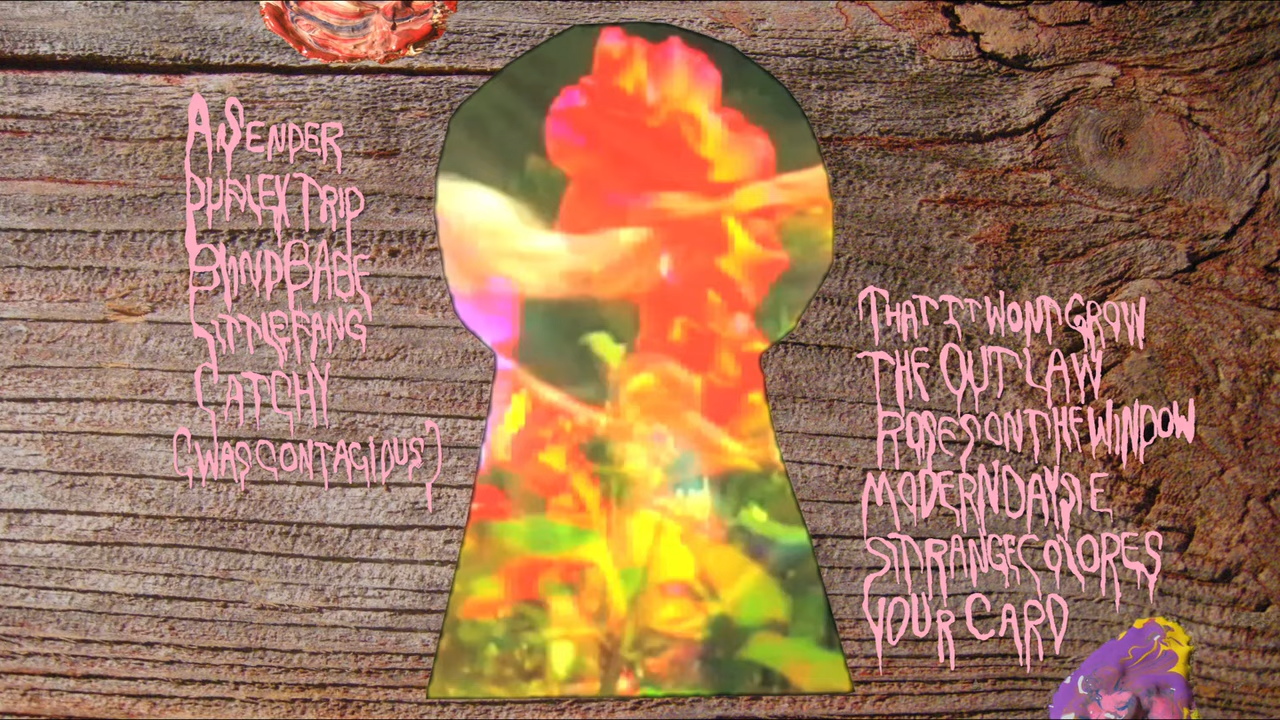 A SENDER
DUPLEX TRIP
BLIND BABE
LITTLE FANG
CATCHY
(WAS CONTAGIOUS)
THAT IT WONT GROW
THE OUTLAW
ROSES ON THE WINDOW
MODERN DAYS E
STRANGE COLORES
YOUR CARD